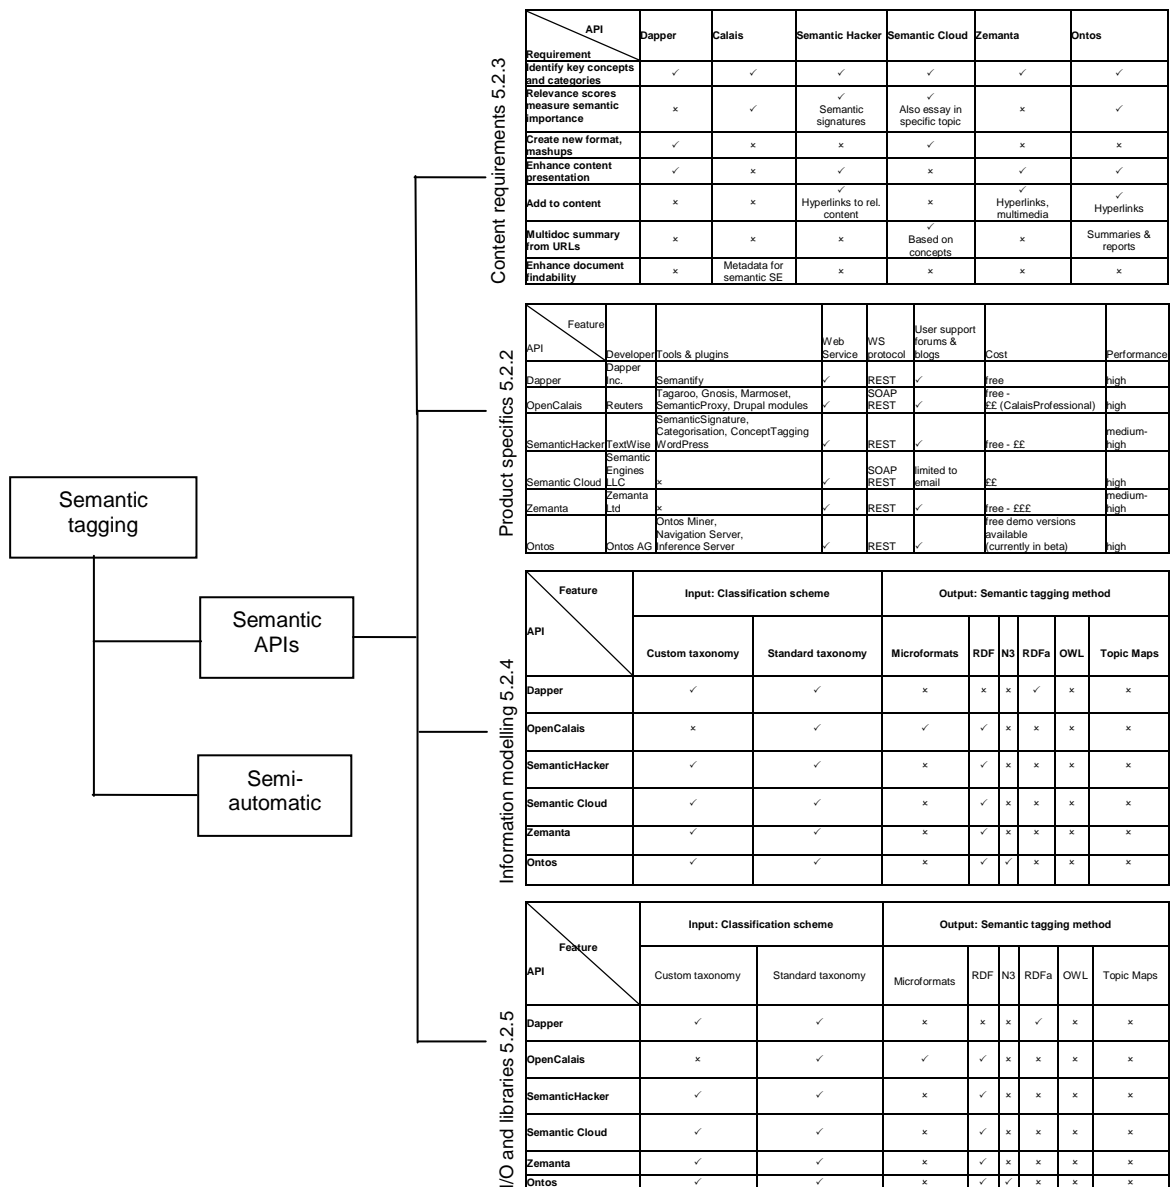 Semantic
tagging
Semantic
APIs
Semi-
automatic
Content requirements 5.2.3
API
Requirement
Dapper Calais Semantic Hacker Semantic Cloud Zemanta Ontos
Identify key concepts
and categories
✓ ✓ ✓ ✓ ✓ ✓
Relevance scores
measure semantic
importance
× ✓ ✓ ✓ × ✓
Semantic Also essay in
signatures specific topic
Create new format,
mashups
✓ × × ✓ × ×
Enhance content
presentation
✓ × ✓ × ✓ ✓
Add to content
× × ✓ × ✓ ✓
Hyperlinks to rel. Hyperlinks, Hyperlinks
content multimedia
Multidoc summary
from URLs
× × × ✓ × Summaries &
Based on reports
concepts
Enhance document
findability
× Metadata for × × × ×
semantic SE
Product specifics 5.2.2
Feature
API
Developer Tools & plugins
Web
Service
WS
protocol
User support
forums &
blogs
Cost Performance
Dapper
Dapper
Inc.
Semantify ✓ REST ✓ free high
OpenCalais Reuters
Tagaroo, Gnosis, Marmoset,
SemanticProxy, Drupal modules
✓
SOAP
REST
✓
free -
££ (CalaisProfessional)
high
SemanticHacker TextWise
SemanticSignature,
Categorisation, ConceptTagging
WordPress
✓ REST ✓ free - ££
medium-
high
Semantic Cloud
Semantic
Engines
LLC
× ✓
SOAP
REST
limited to
email
££ high
Zemanta
Zemanta
Ltd
× ✓ REST ✓ free - £££
medium-
high
Ontos Ontos AG
Ontos Miner,
Navigation Server,
Inference Server
✓ REST ✓
free demo versions
available
(currently in beta)
high
Information modelling 5.2.4
Feature
API
Input: Classification scheme Output: Semantic tagging method
Custom taxonomy Standard taxonomy Microformats RDF N3 RDFa OWL Topic Maps
Dapper ✓ ✓ × × × ✓ × ×
OpenCalais × ✓ ✓ ✓ × × × ×
SemanticHacker ✓ ✓ × ✓ × × × ×
Semantic Cloud ✓ ✓ × ✓ × × × ×
Zemanta ✓ ✓ × ✓ × × × ×
Ontos ✓ ✓ × ✓ ✓ × × ×
I/O and libraries 5.2.5
Feature
API
Input: Classification scheme Output: Semantic tagging method
Custom taxonomy Standard taxonomy Microformats RDF N3 RDFa OWL Topic Maps
Dapper ✓ ✓ × × × ✓ × ×
OpenCalais × ✓ ✓ ✓ × × × ×
SemanticHacker ✓ ✓ × ✓ × × × ×
Semantic Cloud ✓ ✓ × ✓ × × × ×
Zemanta ✓ ✓ × ✓ × × × ×
Ontos ✓ ✓ × ✓ ✓ × × ×